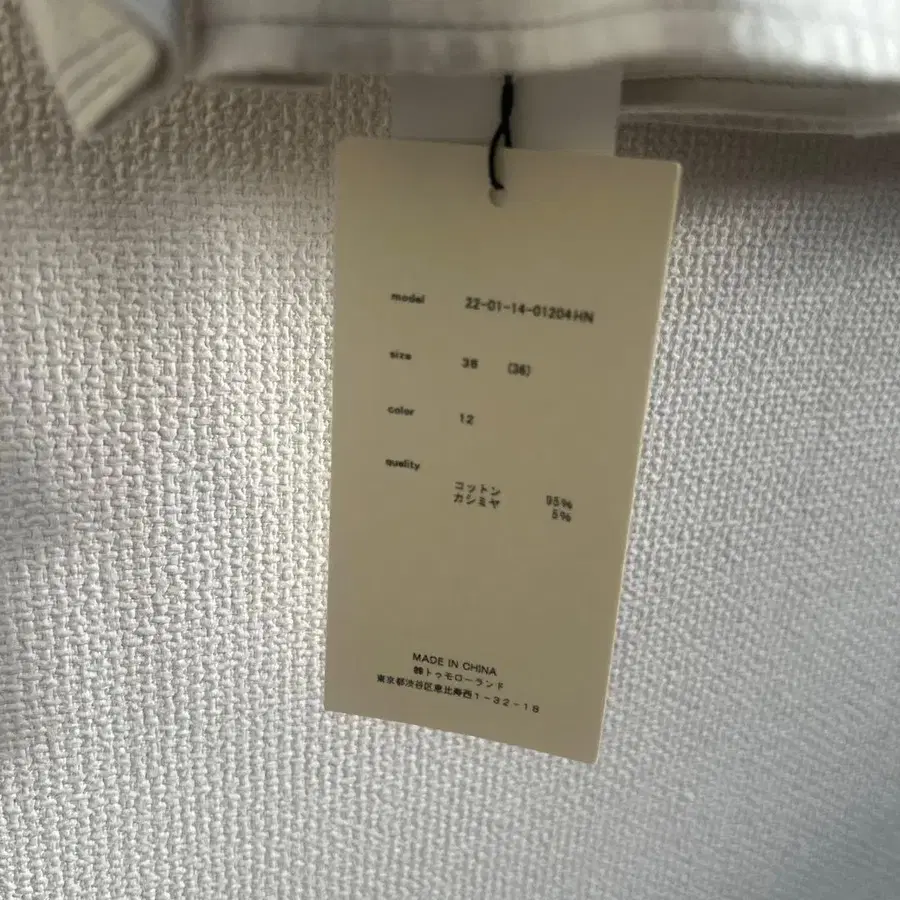 model 22-01-14-01204HN
size 36 (36)
color 12
quality
コットン 95%
カシミヤ 5%
MADE IN CHINA
㈱トゥモローランド
東京都渋谷区恵比寿西1-32-18